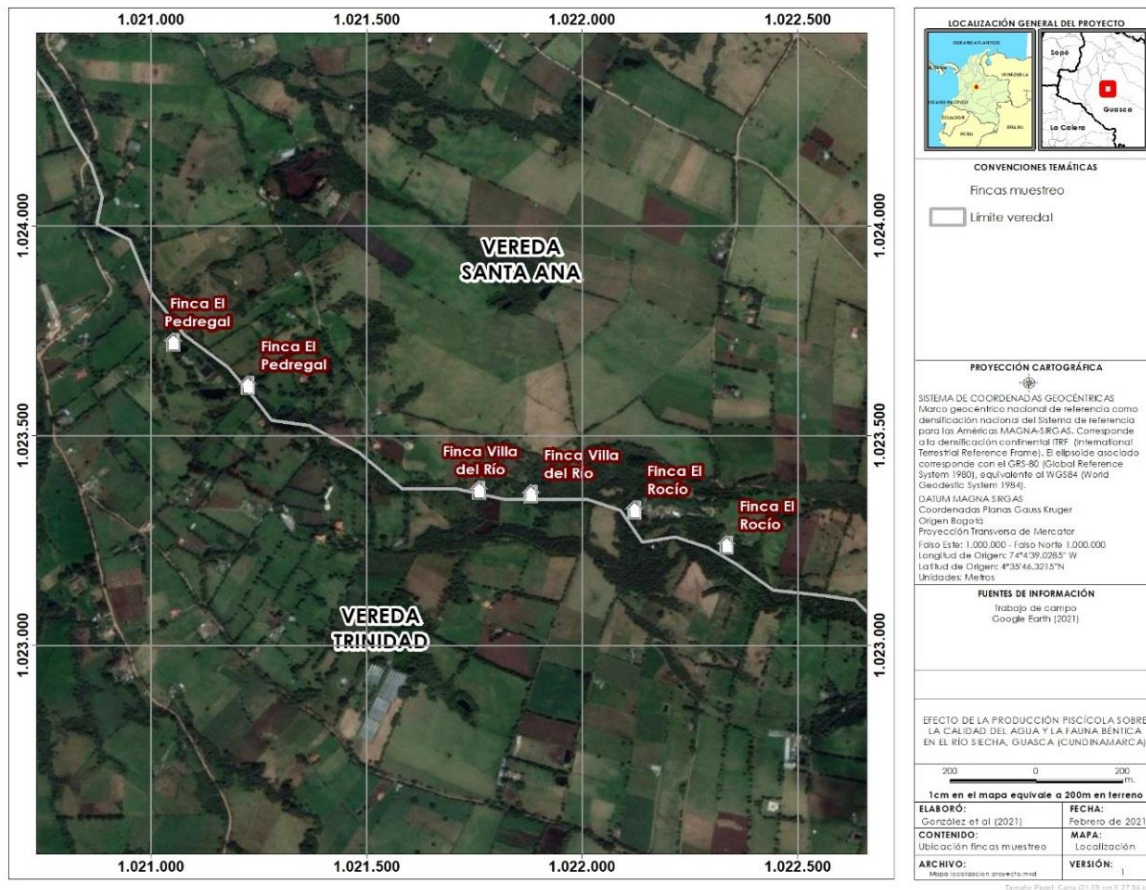 1.021.000
1.021.500
1.022.000
1.022.500
1.024.000
1.023.500
1.023.000
1.024.000
1.023.500
1.023.000
VEREDA
SANTA ANA
Finca El
Pedregal
Finca El
Pedregal
Finca Villa
del Río
Finca Villa
del Río
Finca El
Rocío
Finca El
Rocío
VEREDA
TRINIDAD
1.021.000
1.021.500
1.022.000
1.022.500
LOCALIZACIÓN GENERAL DEL PROYECTO
OCEANO ATLANTICO
VENEZUELA
ECUADOR
PERU
BRASIL
Sopó
Guasca
La Calera
CONVENCIONES TEMÁTICAS
Fincas muestreo
Límite veredal
PROYECCIÓN CARTOGRÁFICA
SISTEMA DE COORDENADAS GEOCÉNTRICAS
Marco geocéntrico nacional de referencia como
densificación nacional del Sistema de referencia
para las Américas MAGNA-SIRGAS. Corresponde
a la densificación continental ITRF (International
Terrestrial Reference Frame). El elipsoide asociado
corresponde con el GRS-80 (Global Reference
System 1980), equivalente al WGS84 (World
Geodestic System 1984).
DATUM MAGNA SIRGAS
Coordenadas Planas Gauss Kruger
Origen Bogotá
Proyección Transversa de Mercator
Falso Este: 1.000.000 - Falso Norte 1.000.000
Longitud de Origen: 74°4'39.0285" W
Latitud de Origen: 4°35'46.3215"N
Unidades: Metros
FUENTES DE INFORMACIÓN
Trabajo de campo
Google Earth (2021)
EFECTO DE LA PRODUCCIÓN PISCÍCOLA SOBRE
LA CALIDAD DEL AGUA Y LA FAUNA BÉNTICA
EN EL RÍO SIECHA, GUASCA (CUNDINAMARCA)
200 0 200
m.
1cm en el mapa equivale a 200m en terreno
ELABORÓ:
González et al (2021)
FECHA:
Febrero de 2021
CONTENIDO:
Ubicación fincas muestreo
MAPA:
Localización
ARCHIVO:
Mapa localizacion proyecto.mxd
VERSIÓN:
1